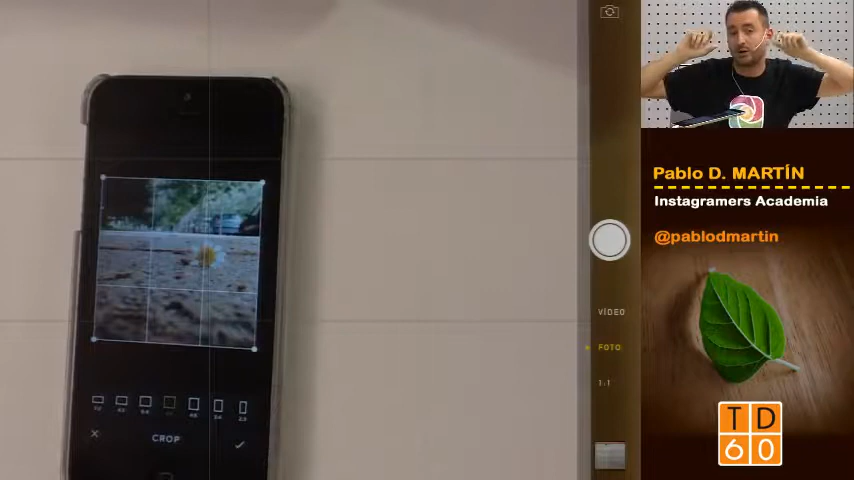 Pablo D. MARTÍN
Instagramers Academia
@pablodmartin
VÍDEO
FOTO
1:1
CROP
TD
60